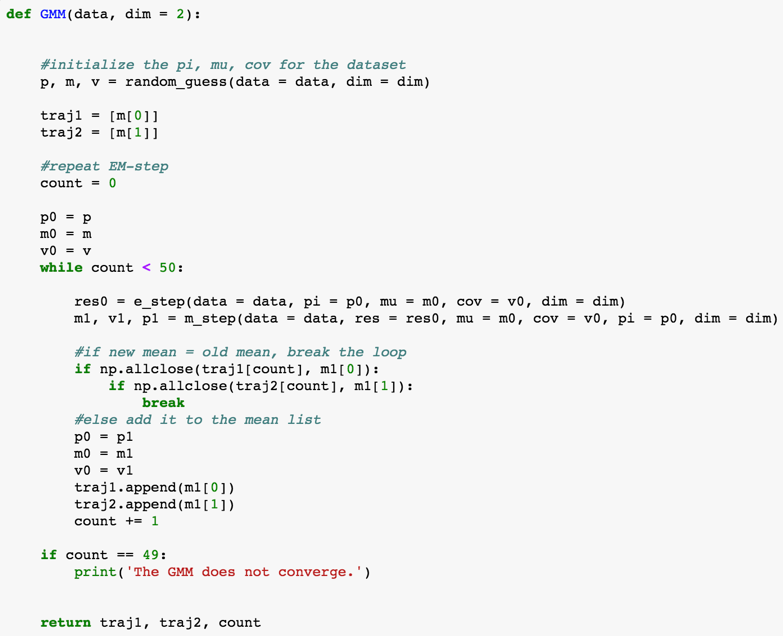 def GMM(data, dim = 2):
    #initialize the pi, mu, cov for the dataset
    p, m, v = random_guess(data = data, dim = dim)
    traj1 = [m[0]]
    traj2 = [m[1]]
    #repeat EM-step
    count = 0
    p0 = p
    m0 = m
    v0 = v
    while count < 50:
        res0 = e_step(data = data, pi = p0, mu = m0, cov = v0, dim = dim)
        m1, v1, p1 = m_step(data = data, res = res0, mu = m0, cov = v0, pi = p0, dim = dim)
        #if new mean = old mean, break the loop
        if np.allclose(traj1[count], m1[0]):
            if np.allclose(traj2[count], m1[1]):
                break
        #else add it to the mean list
        p0 = p1
        m0 = m1
        v0 = v1
        traj1.append(m1[0])
        traj2.append(m1[1])
        count += 1
    if count == 49:
        print('The GMM does not converge.')
    return traj1, traj2, count